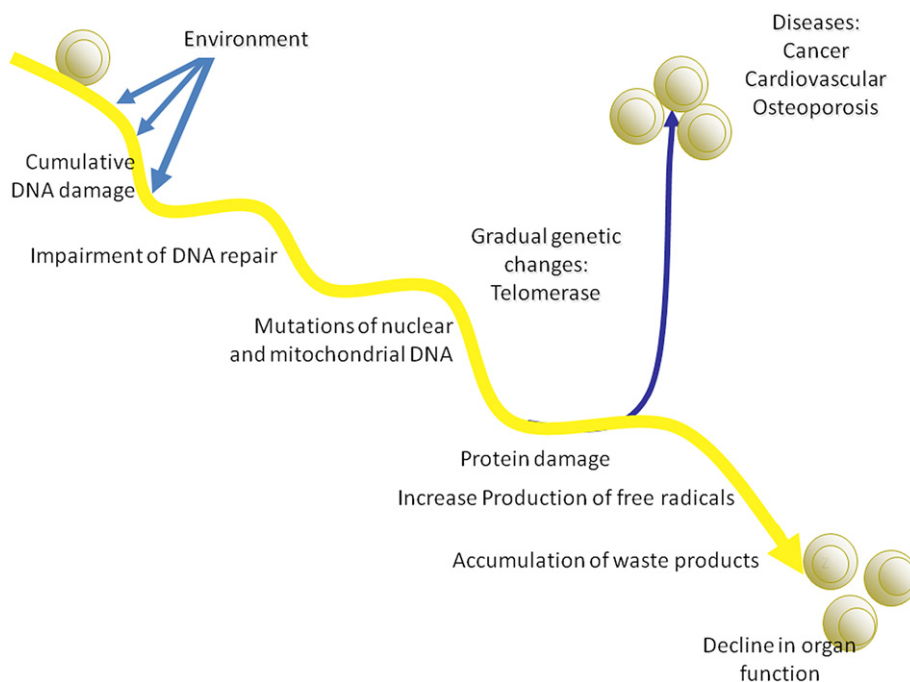 Environment
Diseases:
Cancer
Cardiovascular
Osteoporosis
Cumulative
DNA damage
Impairment of DNA repair
Gradual genetic
changes:
Telomerase
Mutations of nuclear
and mitochondrial DNA
Protein damage
Increase Production of free radicals
Accumulation of waste products
Z
Decline in organ
function